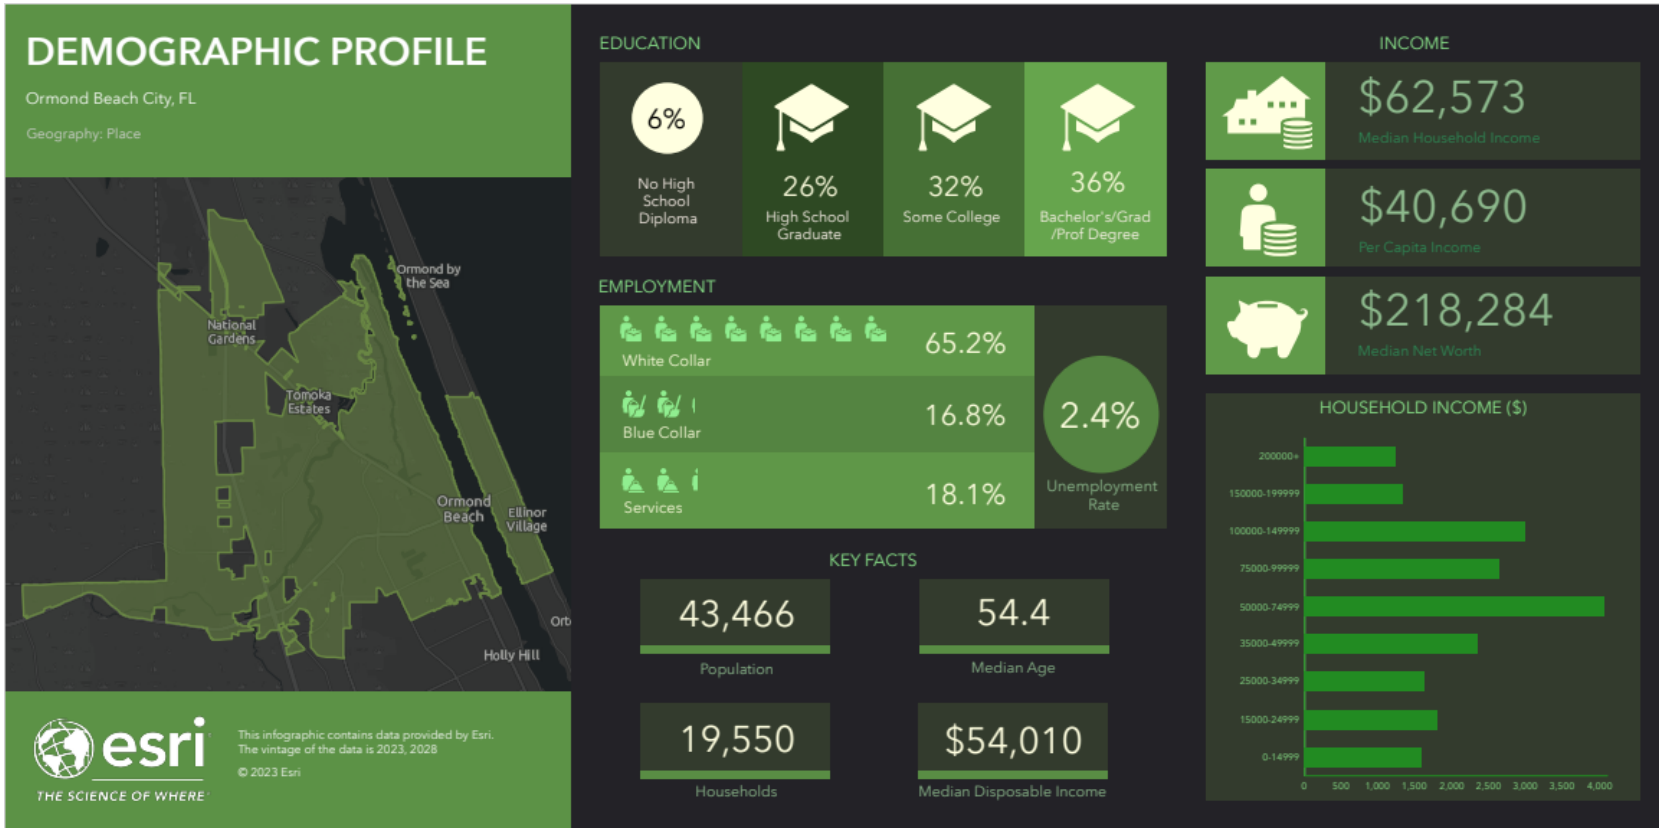 DEMOGRAPHIC PROFILE
Ormond Beach City, FL
Geography: Place
Ormond by
the Sea
National
Gardens
Tomoka
Estates
Ormond
Beach
Ellinor
Village
Orto
Holly Hill
esri
THE SCIENCE OF WHERE®
This infographic contains data provided by Esri.
The vintage of the data is 2023, 2028
© 2023 Esri
EDUCATION
6%
No High
School
Diploma
26%
High School
Graduate
32%
Some College
36%
Bachelor's/Grad
/Prof Degree
EMPLOYMENT
White Collar
65.2%
Blue Collar
16.8%
Services
18.1%
2.4%
Unemployment
Rate
KEY FACTS
43,466
Population
54.4
Median Age
19,550
Households
$54,010
Median Disposable Income
INCOME
$62,573
Median Household Income
$40,690
Per Capita Income
$218,284
Median Net Worth
HOUSEHOLD INCOME ($)
200000+
150000-199999
100000-149999
75000-99999
50000-74999
35000-49999
25000-34999
15000-24999
0-14999
0 500 1,000 1,500 2,000 2,500 3,000 3,500 4,000